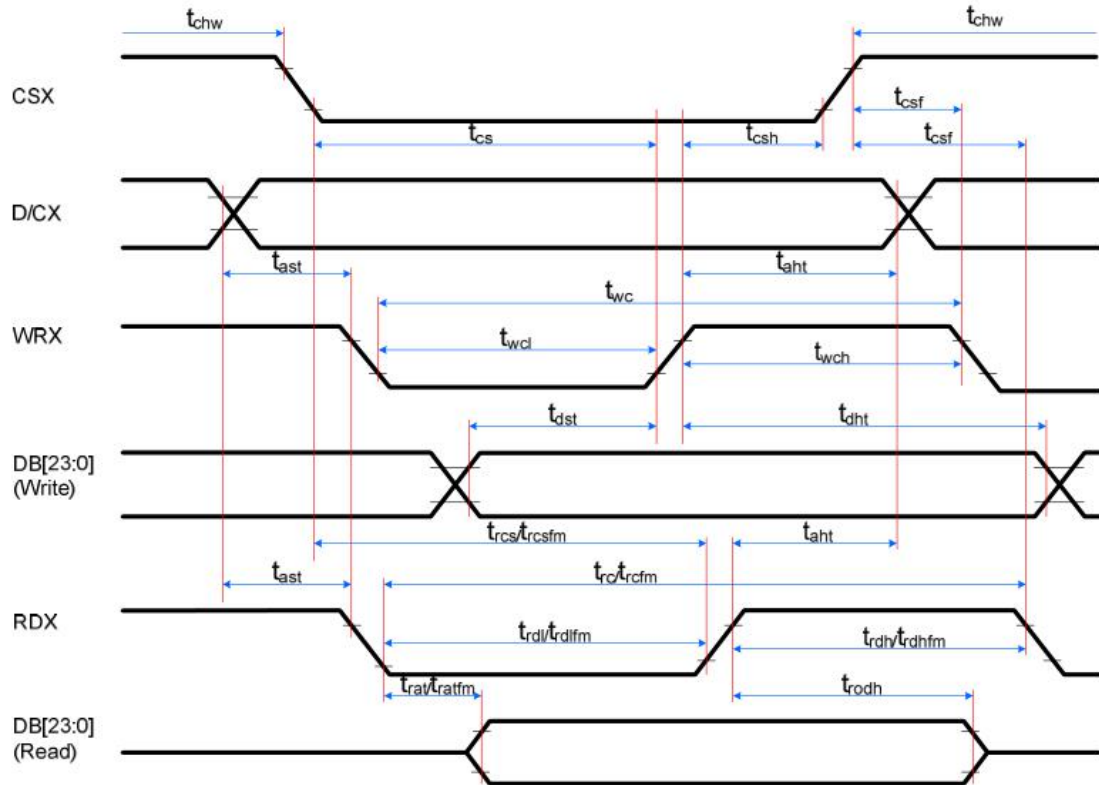 tchw tchw
CSX
tcsf
tcs tcsh tcsf
D/CX
tast taht
twc
WRX
twcl twch
tdst tdht
DB[23:0]
(Write)
trcs/trcsfm taht
tast trc/trcfm
RDX
trdl/trdlfm trdh/trdhfm
trat/tratfm trodh
DB[23:0]
(Read)